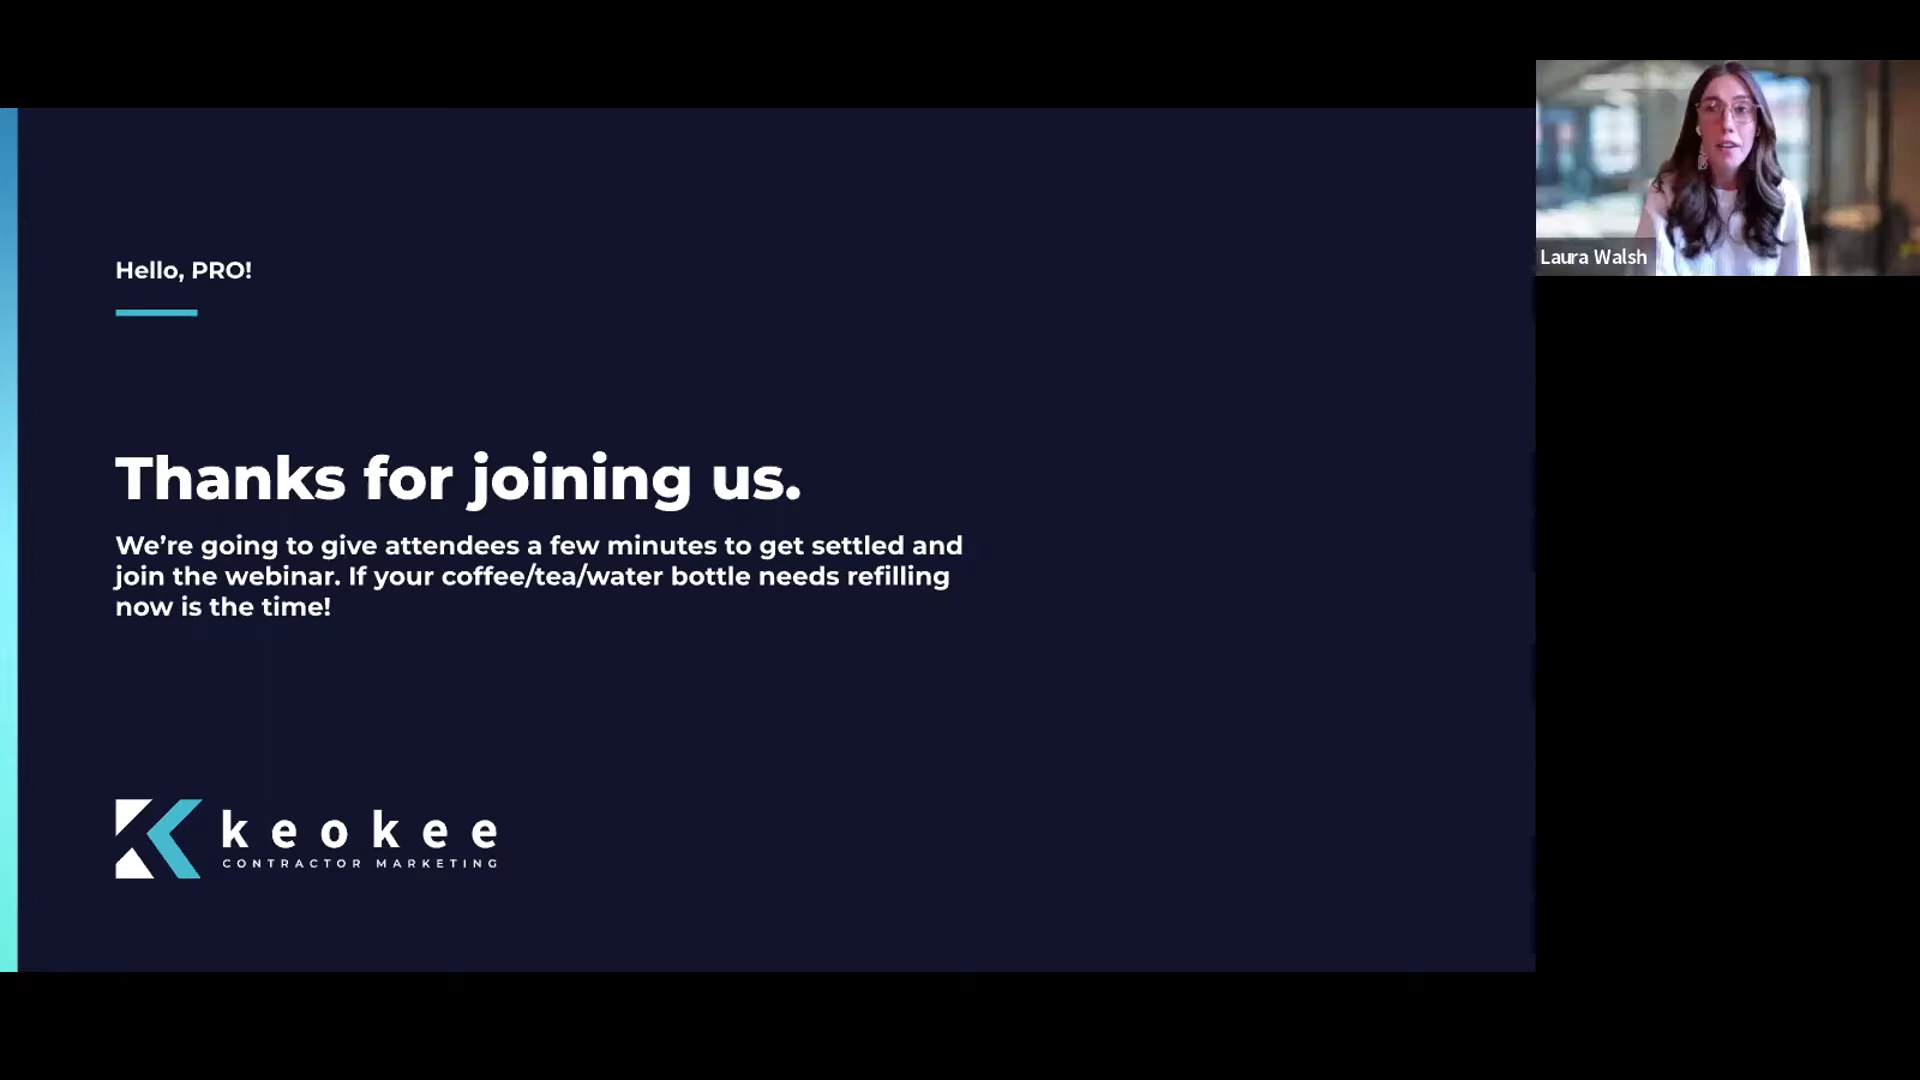 Hello, PRO!
Thanks for joining us.
We’re going to give attendees a few minutes to get settled and
join the webinar. If your coffee/tea/water bottle needs refilling
now is the time!
keokee
CONTRACTOR MARKETING
Laura Walsh